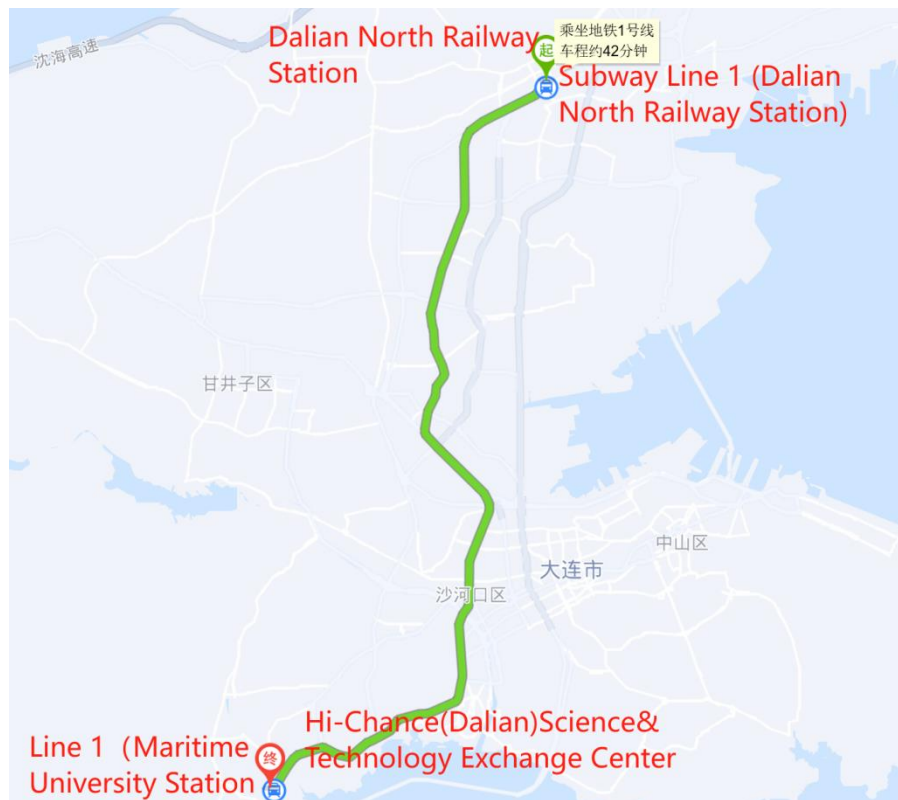 沈海高速
Dalian North Railway
Station
起
乘坐地铁1号线
车程约42分钟
Subway Line 1 (Dalian
North Railway Station)
甘井子区
中山区
大连市
沙河口区
Hi-Chance(Dalian)Science&
Technology Exchange Center
Line 1（Maritime
University Station
终